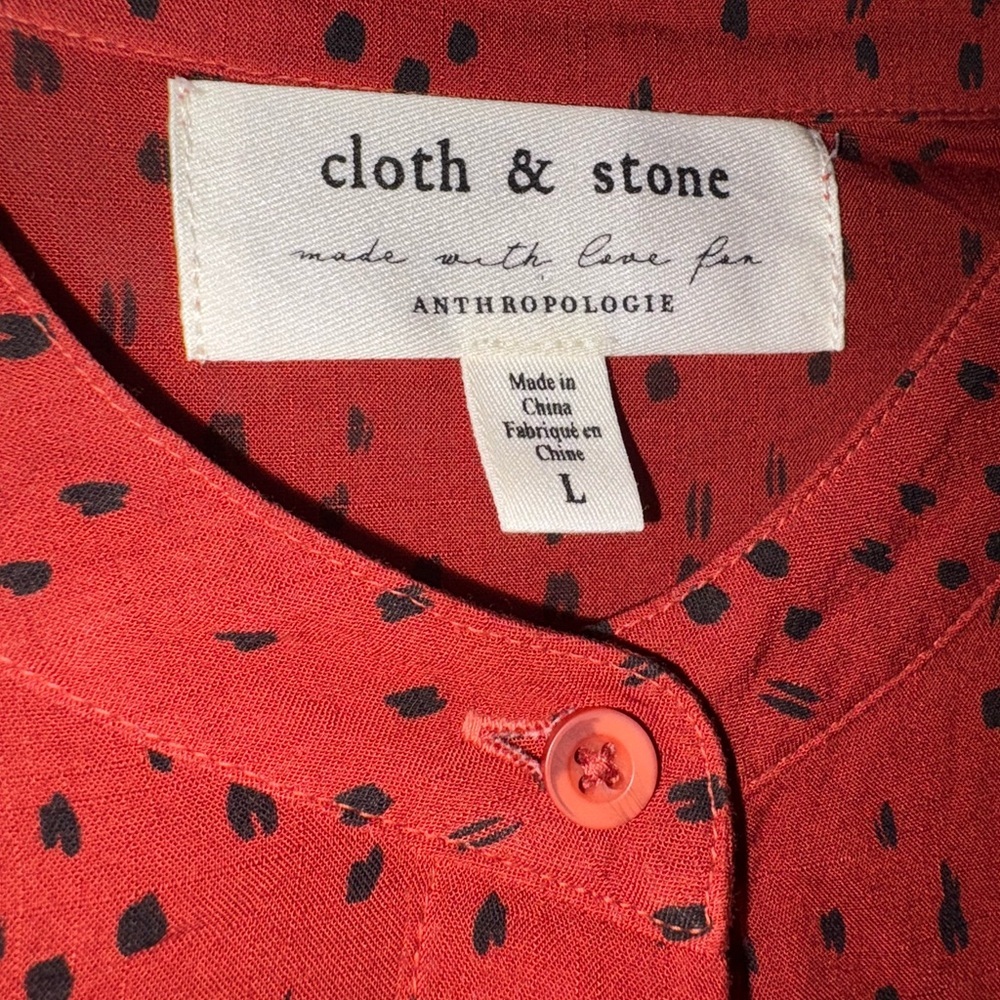 cloth & stone
made with love for
ANTHROPOLOGIE
Made in
China
Fabriqué en
Chine
L